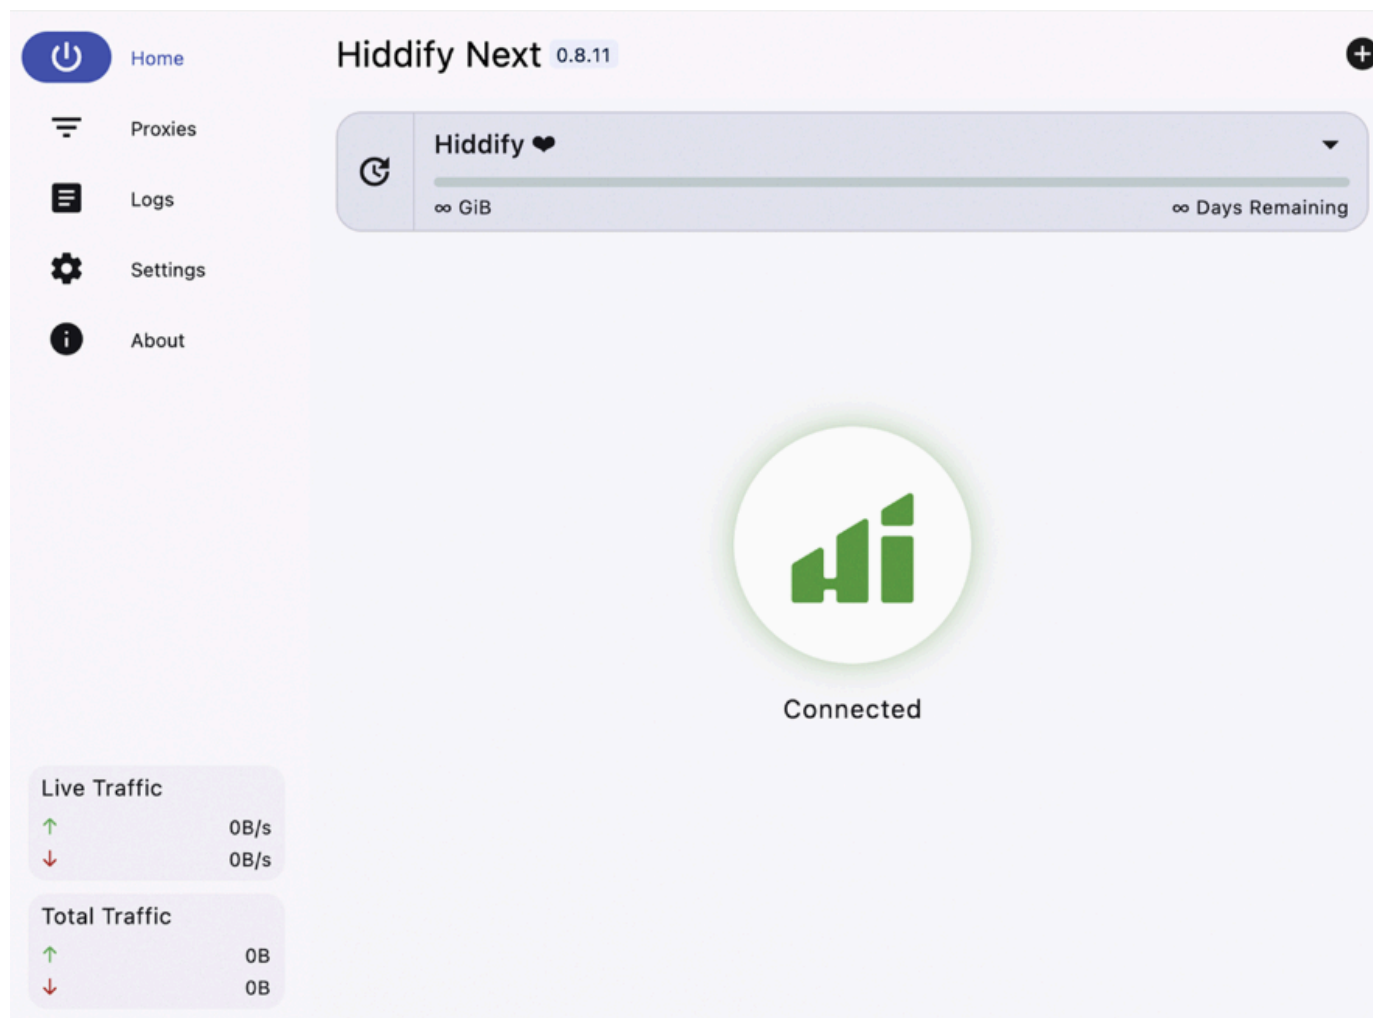 Home
Proxies
Logs
Settings
About
Hiddify Next 0.8.11
Hiddify ❤
∞ GiB
∞ Days Remaining
Hi
Connected
Live Traffic
↑ 0B/s
↓ 0B/s
Total Traffic
↑ 0B
↓ 0B